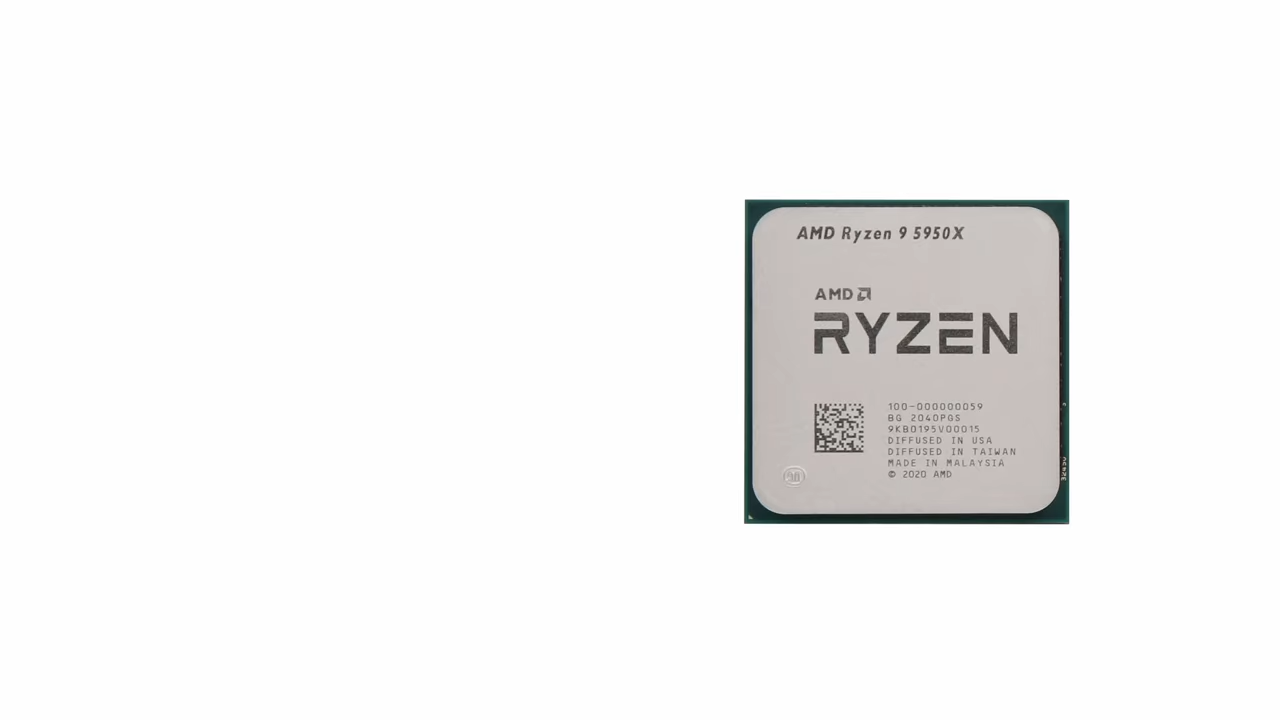 AMD Ryzen 9 5950X
AMD
RYZEN
100-000000059
BG 2040PGS
9KB0195V00015
DIFFUSED IN USA
DIFFUSED IN TAIWAN
MADE IN MALAYSIA
© 2020 AMD